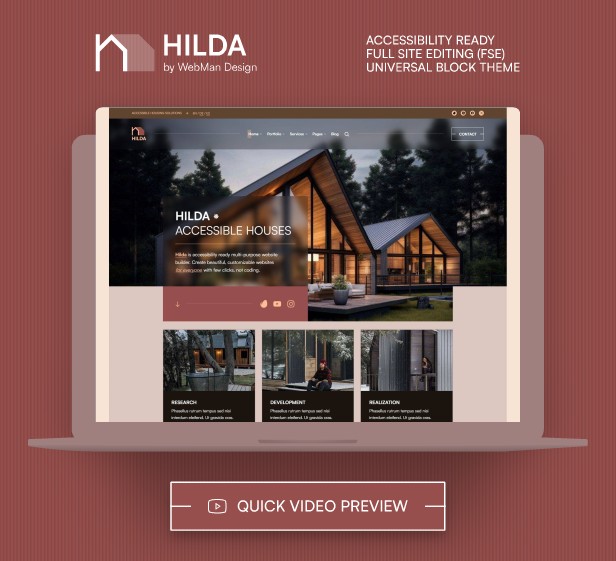 HILDA
by WebMan Design
ACCESSIBILITY READY
FULL SITE EDITING (FSE)
UNIVERSAL BLOCK THEME
HILDA
Home
Portfolio
Services
Pages
Blog
CONTACT
HILDA
ACCESSIBLE HOUSES
Hilda is accessibility ready multi-purpose website
builder. Create beautiful, customizable websites
for everyone with few clicks, not coding.
RESEARCH
Phasellus rutrum tempus sed nisi
interdum eleifend. Ut gravida cras.
DEVELOPMENT
Phasellus rutrum tempus sed nisi
interdum eleifend. Ut gravida cras.
REALIZATION
Phasellus rutrum tempus sed nisi
interdum eleifend. Ut gravida cras.
QUICK VIDEO PREVIEW